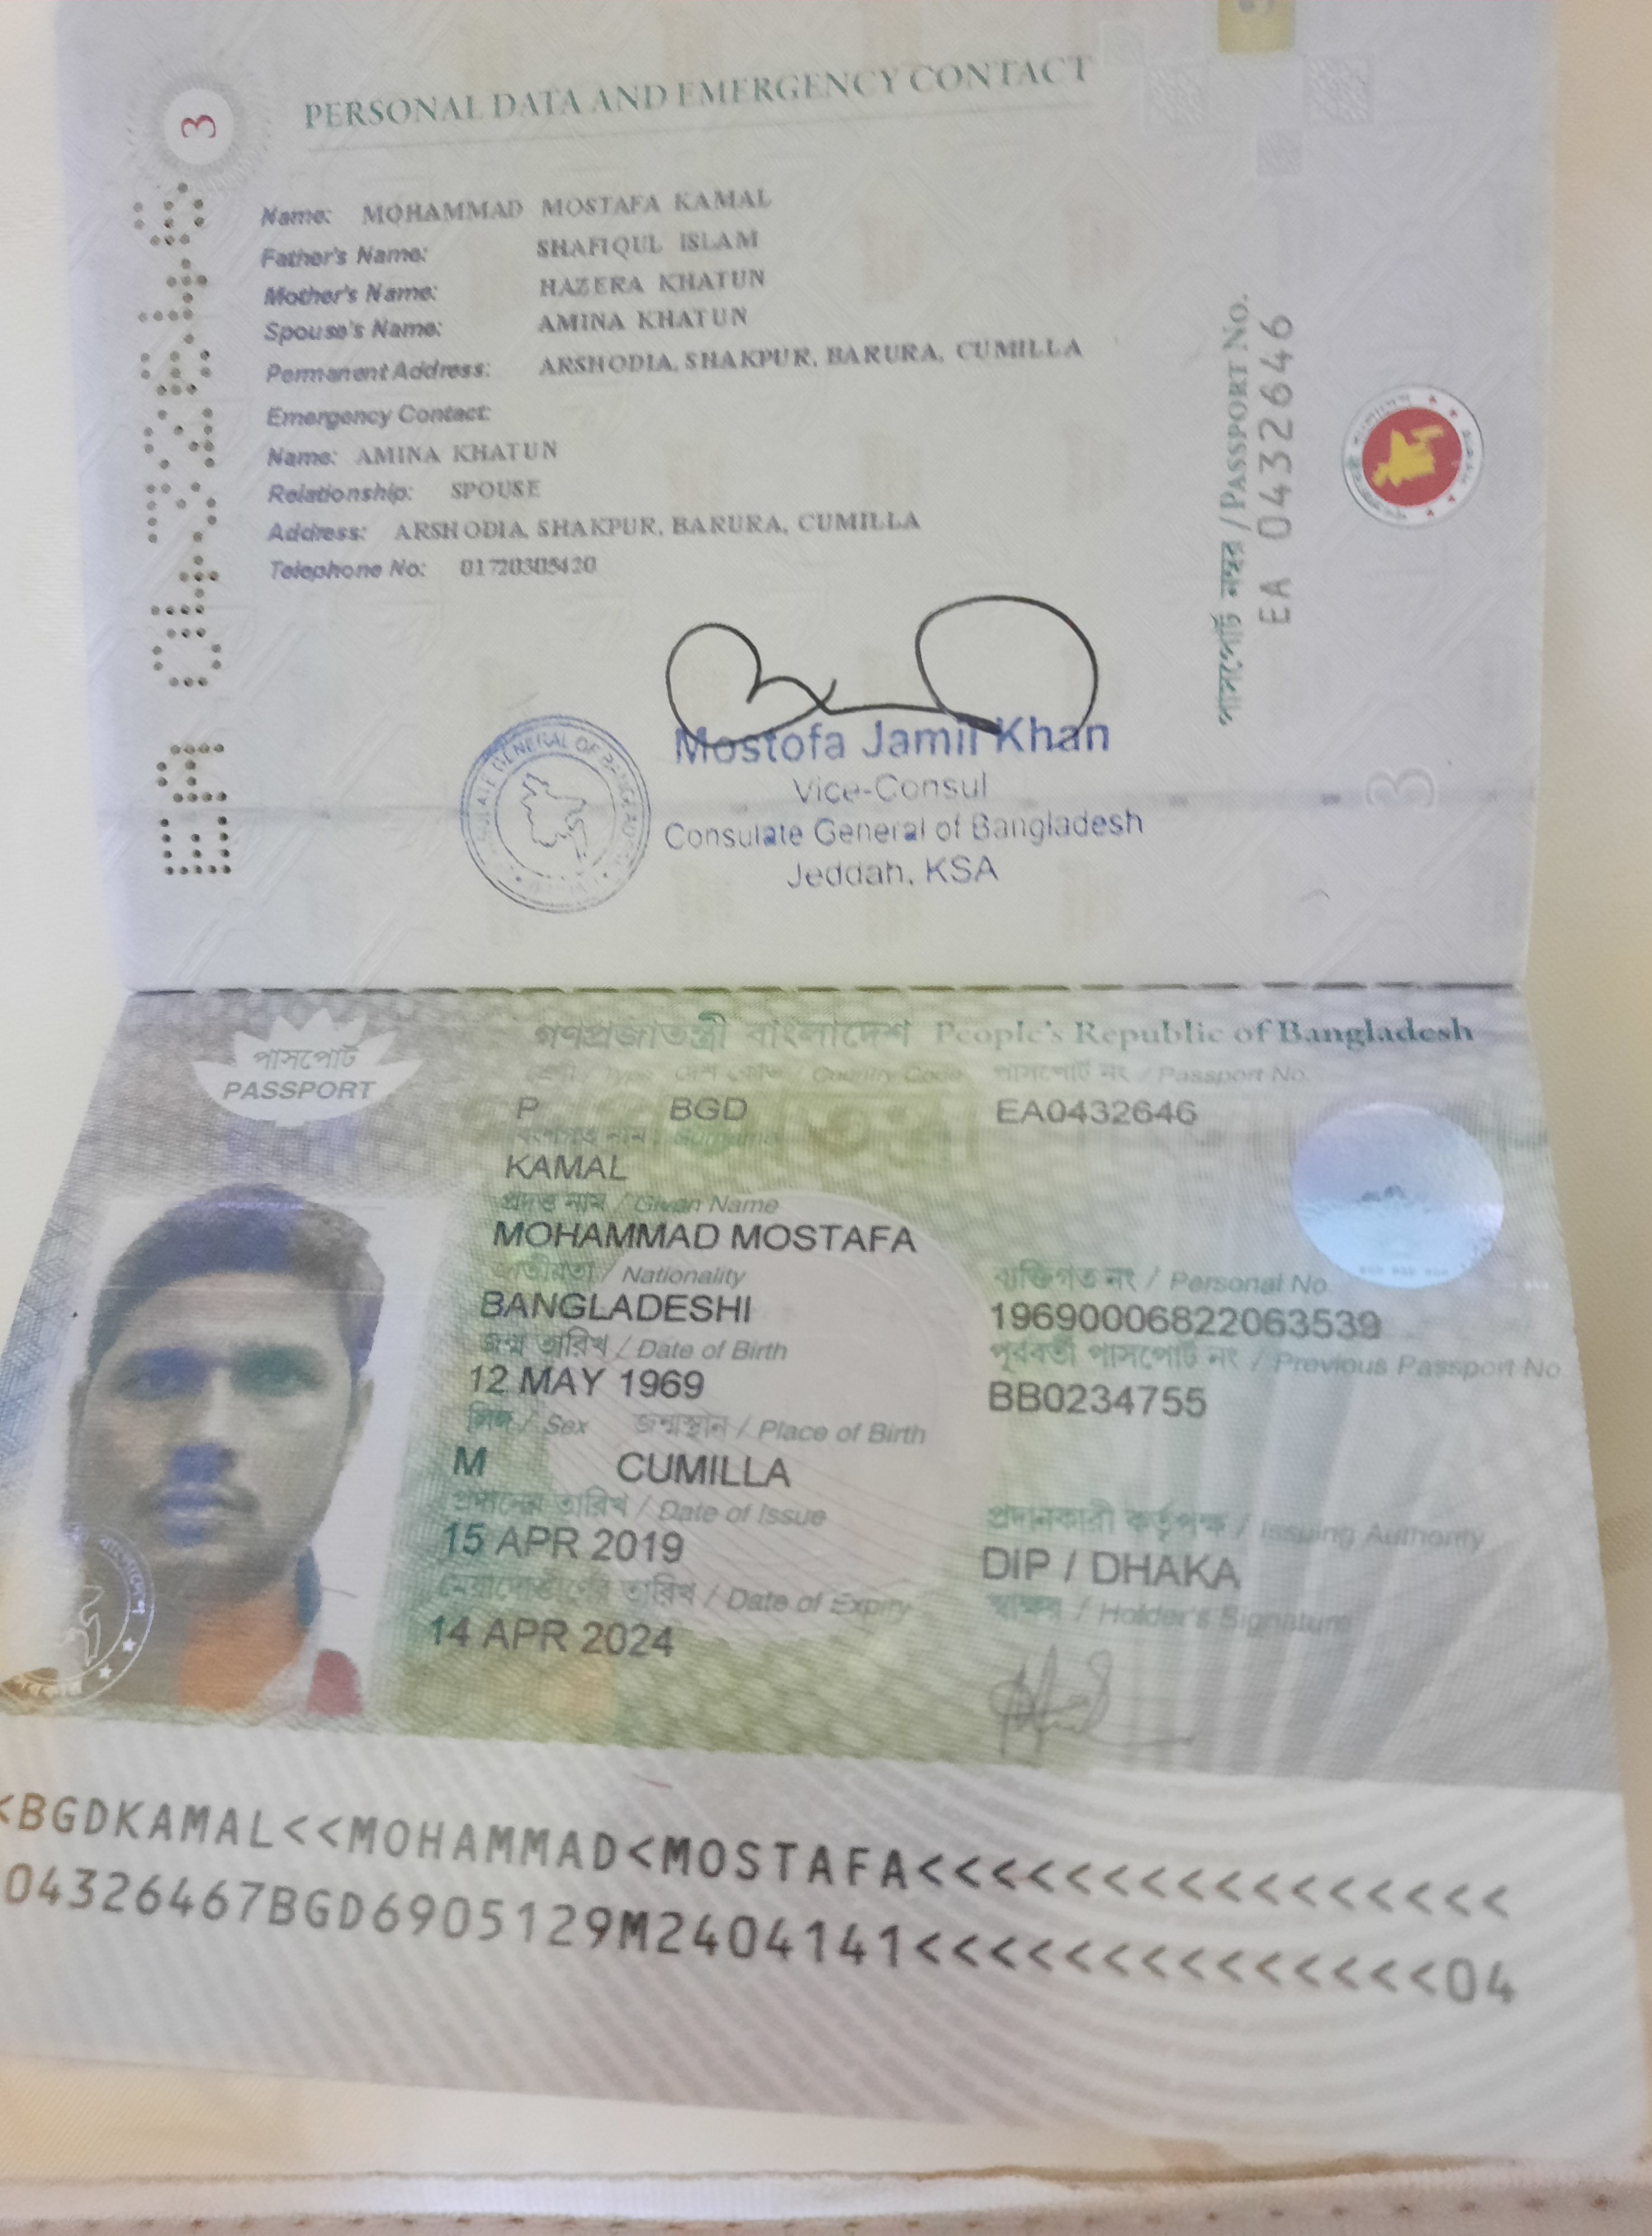 3
PERSONAL DATA AND EMERGENCY CONTACT
Name: MOHAMMAD MOSTAFA KAMAL
Father's Name: SHAFIQUL ISLAM
Mother's Name: HAZERA KHATUN
Spouse's Name: AMINA KHATUN
Permanent Address: ARSHODIA, SHAKPUR, BARURA, CUMILLA
Emergency Contact:
Name: AMINA KHATUN
Relationship: SPOUSE
Address: ARSHODIA, SHAKPUR, BARURA, CUMILLA
Telephone No: 01720305420
EA 0432646
পাসপোর্ট নম্বর / PASSPORT No.
EA 0432646
Mostofa Jamil Khan
Vice-Consul
Consulate General of Bangladesh
Jeddah, KSA
3
গণপ্রজাতন্ত্রী বাংলাদেশ People's Republic of Bangladesh
পাসপোর্ট
PASSPORT
শ্রেণী / Type দেশ কোড / Country Code পাসপোর্ট নং / Passport No.
P BGD EA0432646
বংশগত নাম / Surname
KAMAL
প্রদত্ত নাম / Given Name
MOHAMMAD MOSTAFA
জাতীয়তা / Nationality ব্যক্তিগত নং / Personal No
BANGLADESHI 19690006822063539
জন্ম তারিখ / Date of Birth পূর্ববর্তী পাসপোর্ট নং / Previous Passport No
12 MAY 1969 BB0234755
লিঙ্গ / Sex জন্মস্থান / Place of Birth
M CUMILLA
প্রদানের তারিখ / Date of Issue প্রদানকারী কর্তৃপক্ষ / Issuing Authority
15 APR 2019 DIP / DHAKA
মেয়াদোত্তীর্ণের তারিখ / Date of Expiry স্বাক্ষর / Holder's Signature
14 APR 2024
<BGDKAMAL<<MOHAMMAD<MOSTAFA<<<<<<<<<<<<<<<<<
04326467BGD6905129M2404141<<<<<<<<<<<<<<04